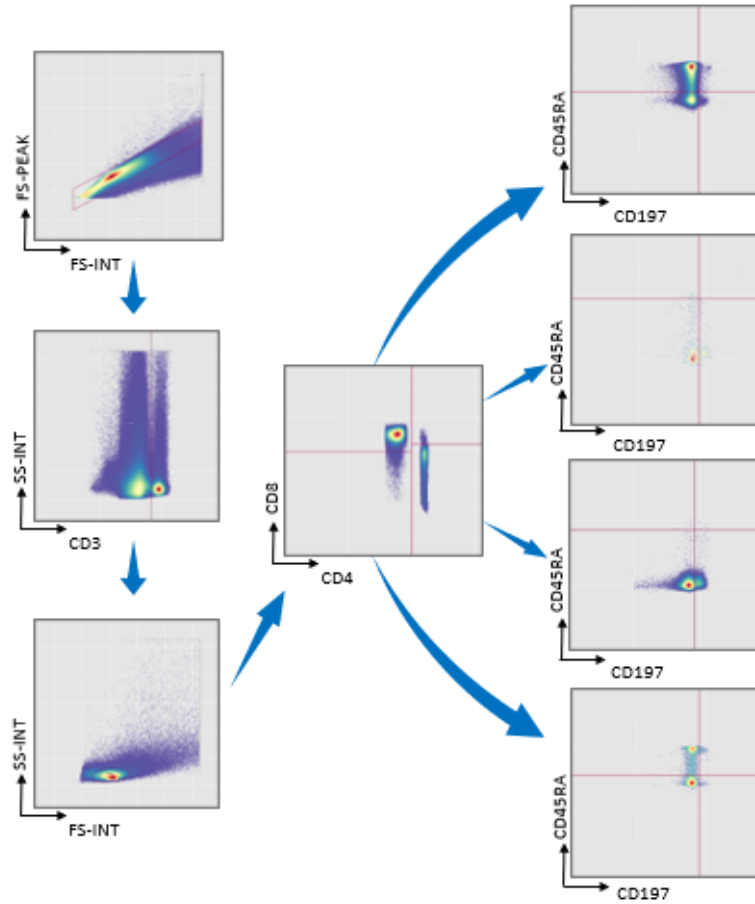 FS-PEAK
FS-INT
SS-INT
CD3
SS-INT
FS-INT
CD8
CD4
CD45RA
CD197
CD45RA
CD197
CD45RA
CD197
CD45RA
CD197